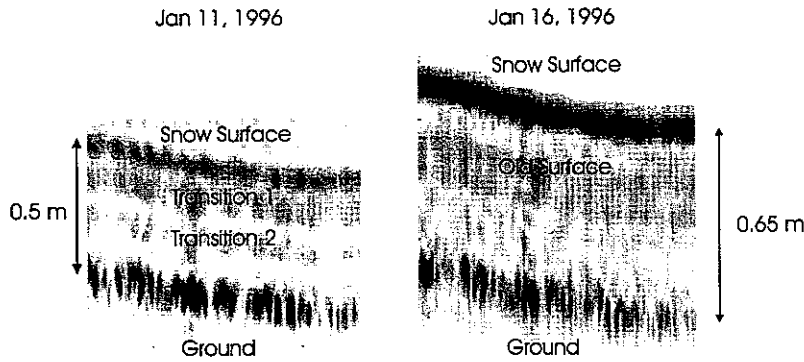 Jan 11, 1996
Jan 16, 1996
Snow Surface
Snow Surface
Old Surface
Transition 1
0.5 m
0.65 m
Transition 2
Ground
Ground